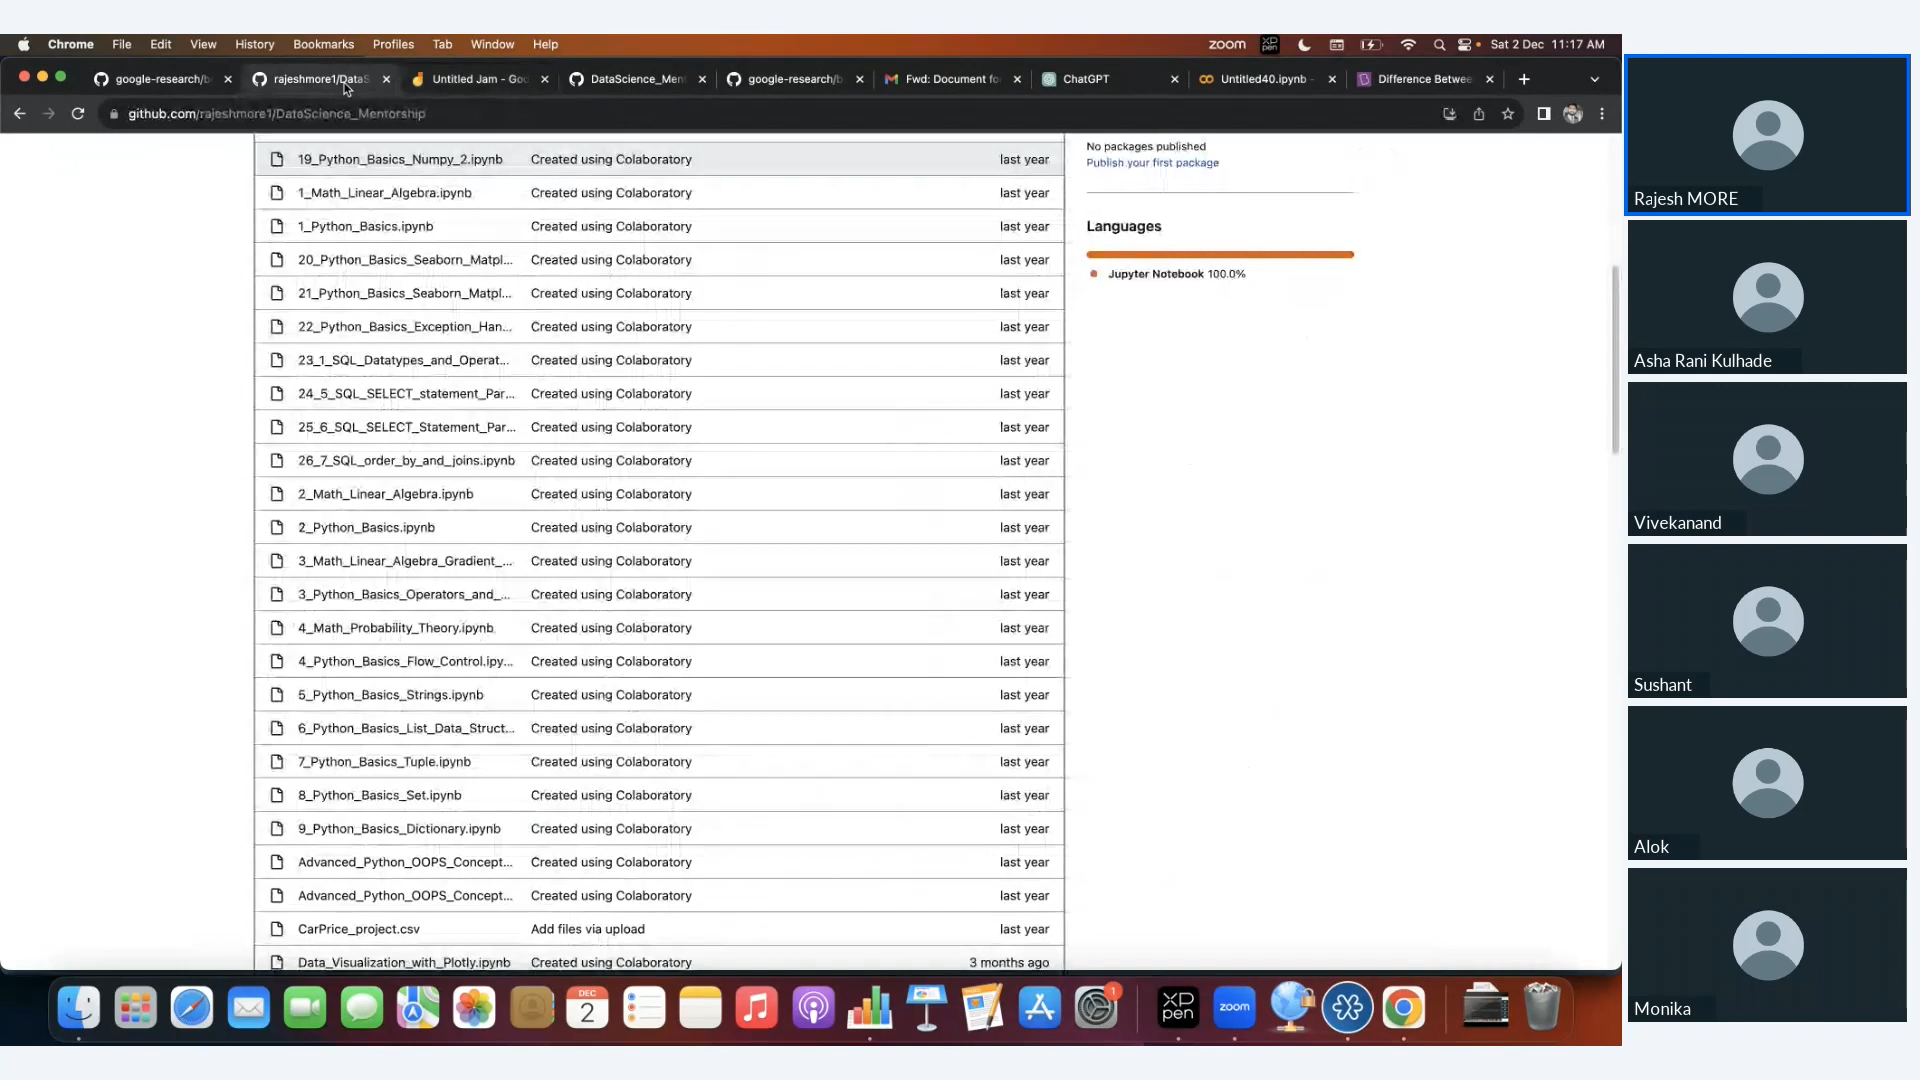 Chrome File Edit View History Bookmarks Profiles Tab Window Help
zoom XP pen Sat 2 Dec 11:17 AM
google-research/b
rajeshmore1/DataS
Untitled Jam - Goo
DataScience_Men
google-research/b
Fwd: Document fo
ChatGPT
Untitled40.ipynb -
Difference Betwee
github.com/rajeshmore1/DataScience_Mentorship
19_Python_Basics_Numpy_2.ipynb Created using Colaboratory last year
1_Math_Linear_Algebra.ipynb Created using Colaboratory last year
1_Python_Basics.ipynb Created using Colaboratory last year
20_Python_Basics_Seaborn_Matpl... Created using Colaboratory last year
21_Python_Basics_Seaborn_Matpl... Created using Colaboratory last year
22_Python_Basics_Exception_Han... Created using Colaboratory last year
23_1_SQL_Datatypes_and_Operat... Created using Colaboratory last year
24_5_SQL_SELECT_statement_Par... Created using Colaboratory last year
25_6_SQL_SELECT_Statement_Par... Created using Colaboratory last year
26_7_SQL_order_by_and_joins.ipynb Created using Colaboratory last year
2_Math_Linear_Algebra.ipynb Created using Colaboratory last year
2_Python_Basics.ipynb Created using Colaboratory last year
3_Math_Linear_Algebra_Gradient_... Created using Colaboratory last year
3_Python_Basics_Operators_and_... Created using Colaboratory last year
4_Math_Probability_Theory.ipynb Created using Colaboratory last year
4_Python_Basics_Flow_Control.ipy... Created using Colaboratory last year
5_Python_Basics_Strings.ipynb Created using Colaboratory last year
6_Python_Basics_List_Data_Struct... Created using Colaboratory last year
7_Python_Basics_Tuple.ipynb Created using Colaboratory last year
8_Python_Basics_Set.ipynb Created using Colaboratory last year
9_Python_Basics_Dictionary.ipynb Created using Colaboratory last year
Advanced_Python_OOPS_Concept... Created using Colaboratory last year
Advanced_Python_OOPS_Concept... Created using Colaboratory last year
CarPrice_project.csv Add files via upload last year
Data_Visualization_with_Plotly.ipynb Created using Colaboratory 3 months ago
No packages published
Publish your first package
Languages
Jupyter Notebook 100.0%
Rajesh MORE
Asha Rani Kulhade
Vivekanand
Sushant
Alok
Monika
DEC
2
1
XP
pen
zoom